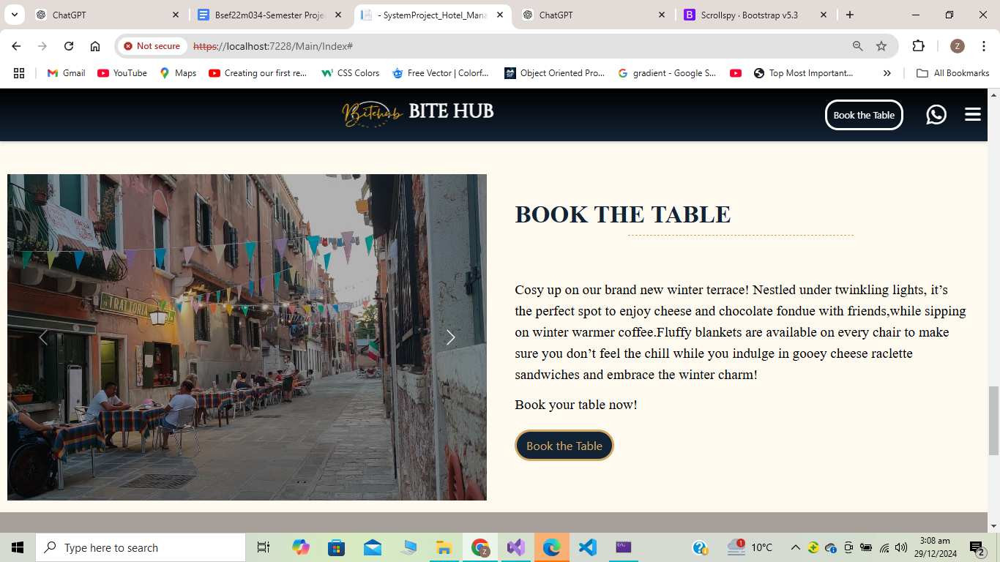 ChatGPT
Bsef22m034-Semester Proje
- SystemProject_Hotel_Mana
ChatGPT
Scrollspy · Bootstrap v5.3
Not secure
https://localhost:7228/Main/Index#
Z
Gmail
YouTube
Maps
Creating our first re...
CSS Colors
Free Vector | Colorf...
Object Oriented Pro...
gradient - Google S...
Top Most Important...
All Bookmarks
Bitehub
BITE HUB
Book the Table
TRATTORIA
BOOK THE TABLE
Cosy up on our brand new winter terrace! Nestled under twinkling lights, it’s
the perfect spot to enjoy cheese and chocolate fondue with friends,while sipping
on winter warmer coffee.Fluffy blankets are available on every chair to make
sure you don’t feel the chill while you indulge in gooey cheese raclette
sandwiches and embrace the winter charm!
Book your table now!
Book the Table
Type here to search
1
10°C
3:08 am
29/12/2024
2